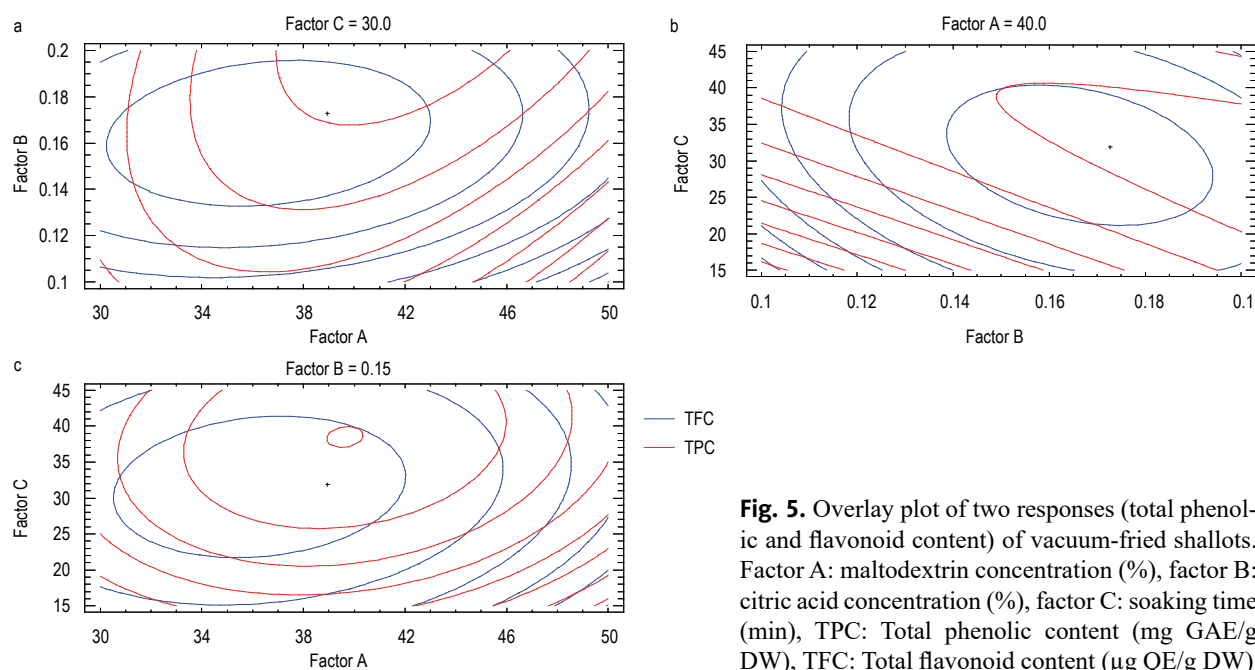 a
Factor C = 30.0
0.2
0.18
0.16
0.14
0.12
0.1
Factor B
30 34 38 42 46 50
Factor A
b
Factor A = 40.0
45
40
35
30
25
20
15
Factor C
0.1 0.12 0.14 0.16 0.18
Factor B
c
Factor B = 0.15
45
40
35
30
25
20
15
Factor C
30 34 38 42 46 50
Factor A
TFC
TPC
Fig. 5. Overlay plot of two responses (total phenol-
ic and flavonoid content) of vacuum-fried shallots.
Factor A: maltodextrin concentration (%), factor B:
citric acid concentration (%), factor C: soaking time
(min), TPC: Total phenolic content (mg GAE/g
DW), TFC: Total flavonoid content (µg QE/g DW)